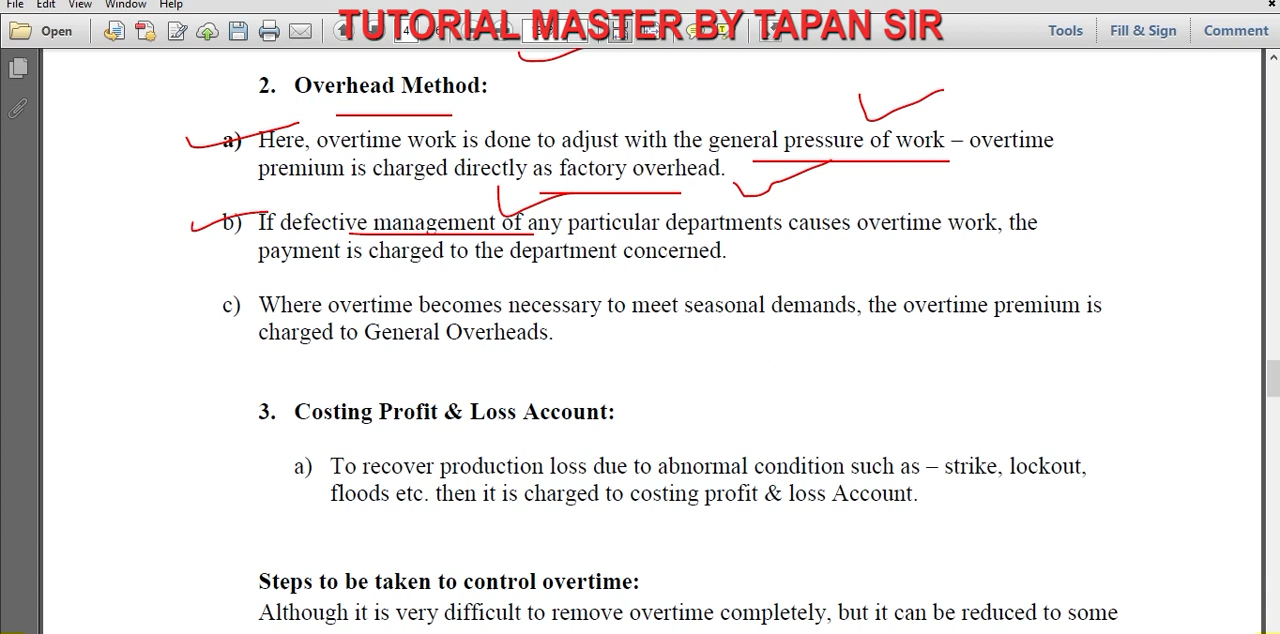 File Edit View Window Help
TUTORIAL MASTER BY TAPAN SIR
Open
Tools Fill & Sign Comment
2. Overhead Method:
a) Here, overtime work is done to adjust with the general pressure of work – overtime
premium is charged directly as factory overhead.
b) If defective management of any particular departments causes overtime work, the
payment is charged to the department concerned.
c) Where overtime becomes necessary to meet seasonal demands, the overtime premium is
charged to General Overheads.
3. Costing Profit & Loss Account:
a) To recover production loss due to abnormal condition such as – strike, lockout,
floods etc. then it is charged to costing profit & loss Account.
Steps to be taken to control overtime:
Although it is very difficult to remove overtime completely, but it can be reduced to some